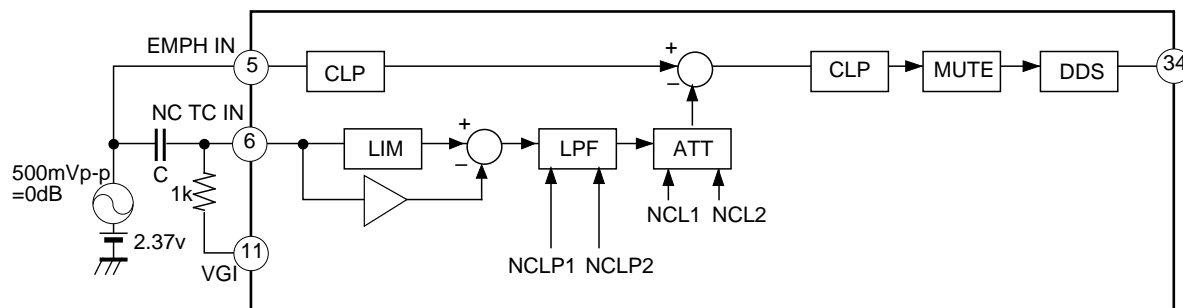 EMPH IN
5
CLP
+
−
CLP
MUTE
DDS
34
NC TC IN
6
C
LIM
+
−
LPF
ATT
500mVp-p
=0dB
1k
NCL1
NCL2
2.37v
11
VGI
NCLP1
NCLP2